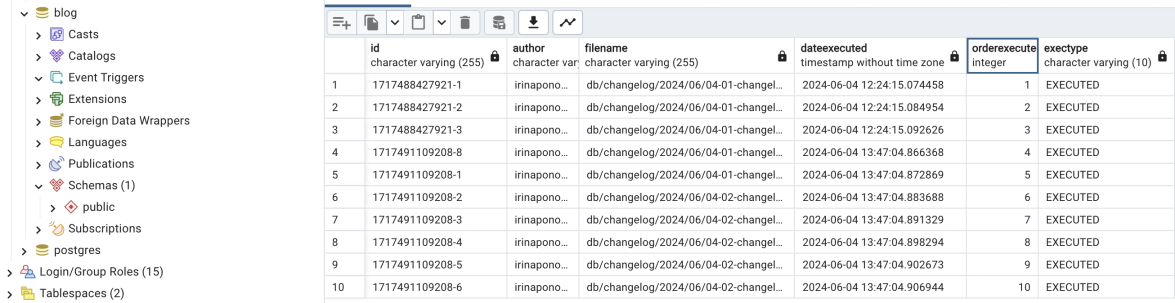 blog
Casts
Catalogs
Event Triggers
Extensions
Foreign Data Wrappers
Languages
Publications
Schemas (1)
public
Subscriptions
postgres
Login/Group Roles (15)
Tablespaces (2)
id author filename dateexecuted orderexecute exectype
character varying (255) character var character varying (255) timestamp without time zone integer character varying (10)
1 1717488427921-1 irinapono... db/changelog/2024/06/04-01-changel... 2024-06-04 12:24:15.074458 1 EXECUTED
2 1717488427921-2 irinapono... db/changelog/2024/06/04-01-changel... 2024-06-04 12:24:15.084954 2 EXECUTED
3 1717488427921-3 irinapono... db/changelog/2024/06/04-01-changel... 2024-06-04 12:24:15.092626 3 EXECUTED
4 1717491109208-8 irinapono... db/changelog/2024/06/04-01-changel... 2024-06-04 13:47:04.866368 4 EXECUTED
5 1717491109208-1 irinapono... db/changelog/2024/06/04-01-changel... 2024-06-04 13:47:04.872869 5 EXECUTED
6 1717491109208-2 irinapono... db/changelog/2024/06/04-02-changel... 2024-06-04 13:47:04.883688 6 EXECUTED
7 1717491109208-3 irinapono... db/changelog/2024/06/04-02-changel... 2024-06-04 13:47:04.891329 7 EXECUTED
8 1717491109208-4 irinapono... db/changelog/2024/06/04-02-changel... 2024-06-04 13:47:04.898294 8 EXECUTED
9 1717491109208-5 irinapono... db/changelog/2024/06/04-02-changel... 2024-06-04 13:47:04.902673 9 EXECUTED
10 1717491109208-6 irinapono... db/changelog/2024/06/04-02-changel... 2024-06-04 13:47:04.906944 10 EXECUTED